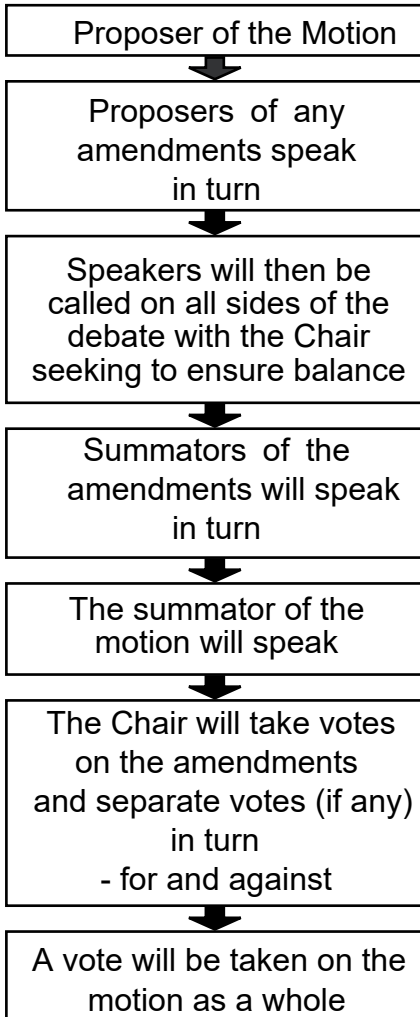 Proposer of the Motion
Proposers of any
amendments speak
in turn
Speakers will then be
called on all sides of the
debate with the Chair
seeking to ensure balance
Summators of the
amendments will speak
in turn
The summator of the
motion will speak
The Chair will take votes
on the amendments
and separate votes (if any)
in turn
- for and against
A vote will be taken on the
motion as a whole